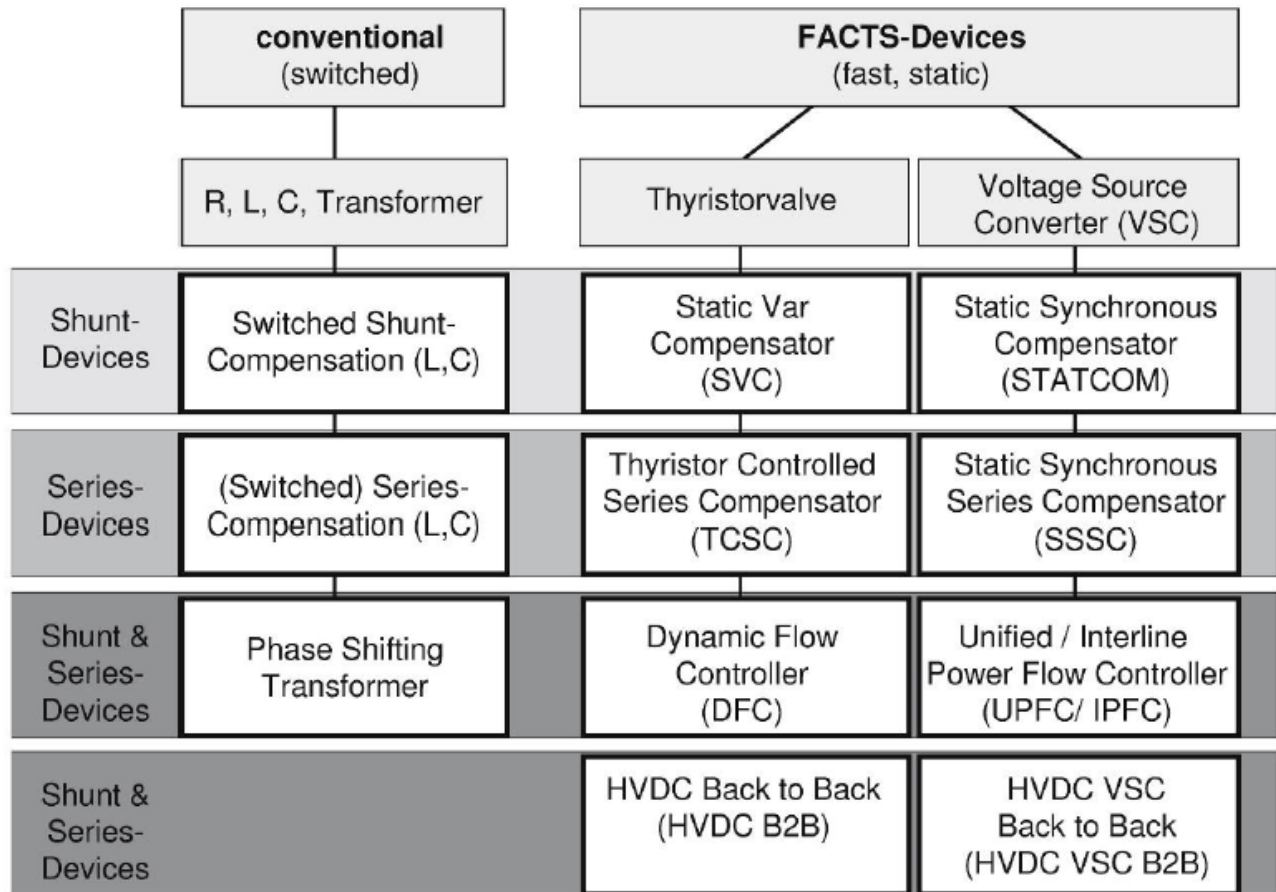 conventional
(switched)
FACTS-Devices
(fast, static)
R, L, C, Transformer
Thyristorvalve
Voltage Source
Converter (VSC)
Shunt-
Devices
Switched Shunt-
Compensation (L,C)
Static Var
Compensator
(SVC)
Static Synchronous
Compensator
(STATCOM)
Series-
Devices
(Switched) Series-
Compensation (L,C)
Thyristor Controlled
Series Compensator
(TCSC)
Static Synchronous
Series Compensator
(SSSC)
Shunt &
Series-
Devices
Phase Shifting
Transformer
Dynamic Flow
Controller
(DFC)
Unified / Interline
Power Flow Controller
(UPFC/ IPFC)
Shunt &
Series-
Devices
HVDC Back to Back
(HVDC B2B)
HVDC VSC
Back to Back
(HVDC VSC B2B)